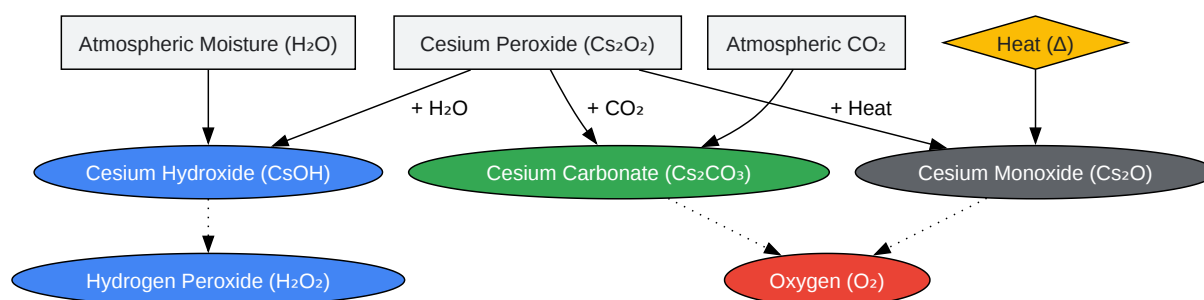 Atmospheric Moisture (H₂O)
Cesium Peroxide (Cs₂O₂)
Atmospheric CO₂
Heat (Δ)
+ H₂O
+ CO₂
+ Heat
Cesium Hydroxide (CsOH)
Cesium Carbonate (Cs₂CO₃)
Cesium Monoxide (Cs₂O)
Hydrogen Peroxide (H₂O₂)
Oxygen (O₂)